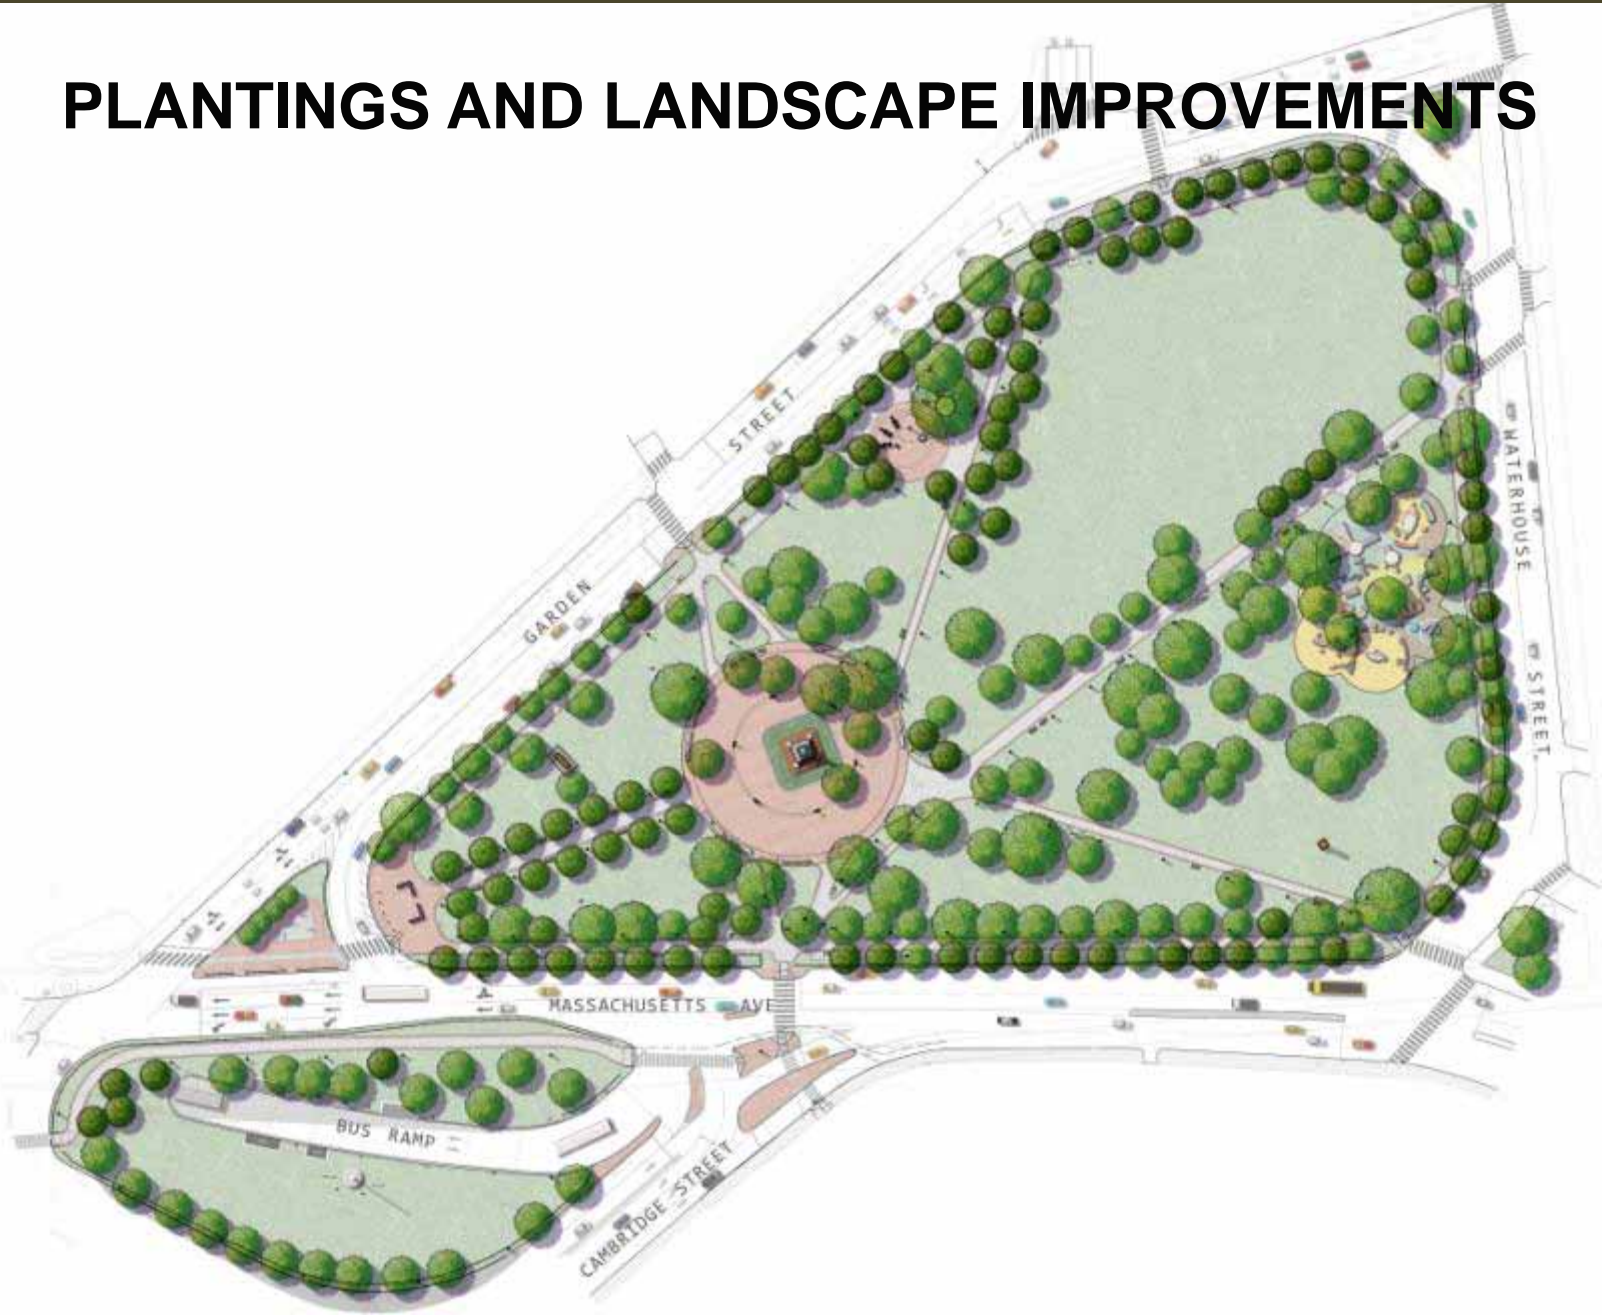 PLANTINGS AND LANDSCAPE IMPROVEMENTS
STREET
GARDEN
WATERHOUSE
STREET
MASSACHUSETTS AVE
BUS RAMP
CAMBRIDGE STREET